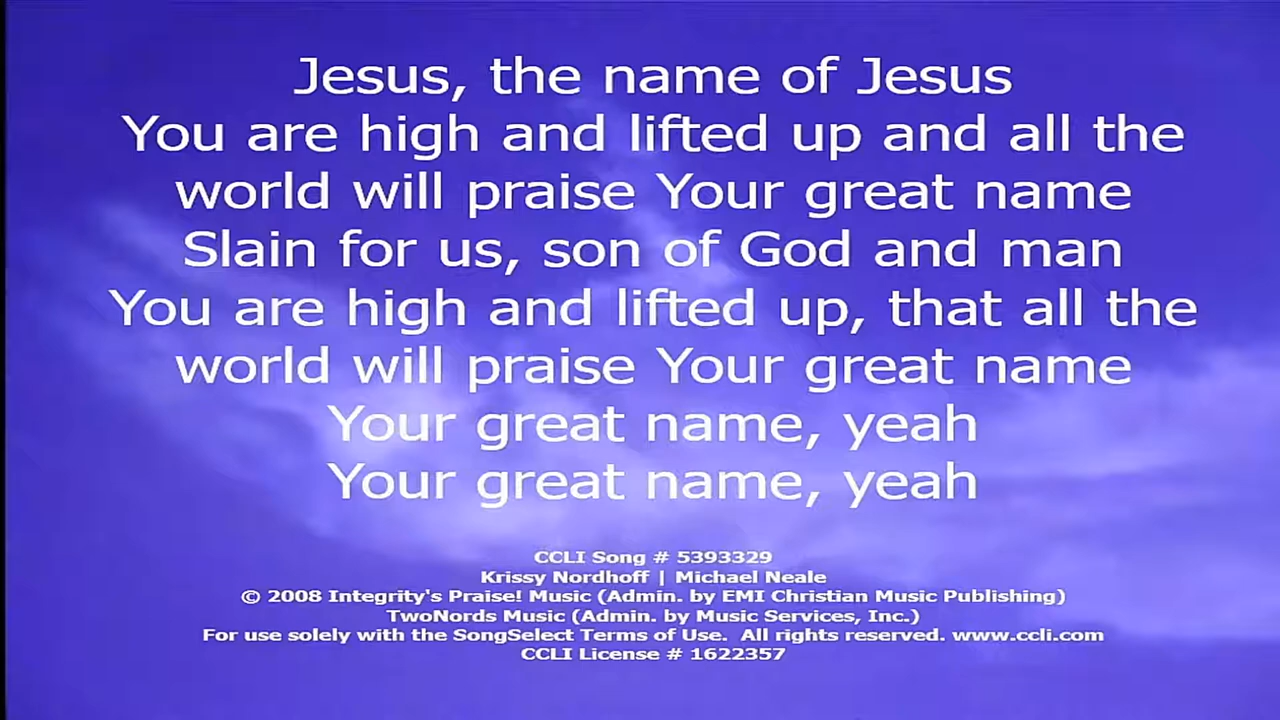 Jesus, the name of Jesus
You are high and lifted up and all the
world will praise Your great name
Slain for us, son of God and man
You are high and lifted up, that all the
world will praise Your great name
Your great name, yeah
Your great name, yeah
CCLI Song # 5393329
Krissy Nordhoff | Michael Neale
© 2008 Integrity's Praise! Music (Admin. by EMI Christian Music Publishing)
TwoNords Music (Admin. by Music Services, Inc.)
For use solely with the SongSelect Terms of Use.  All rights reserved. www.ccli.com
CCLI License # 1622357